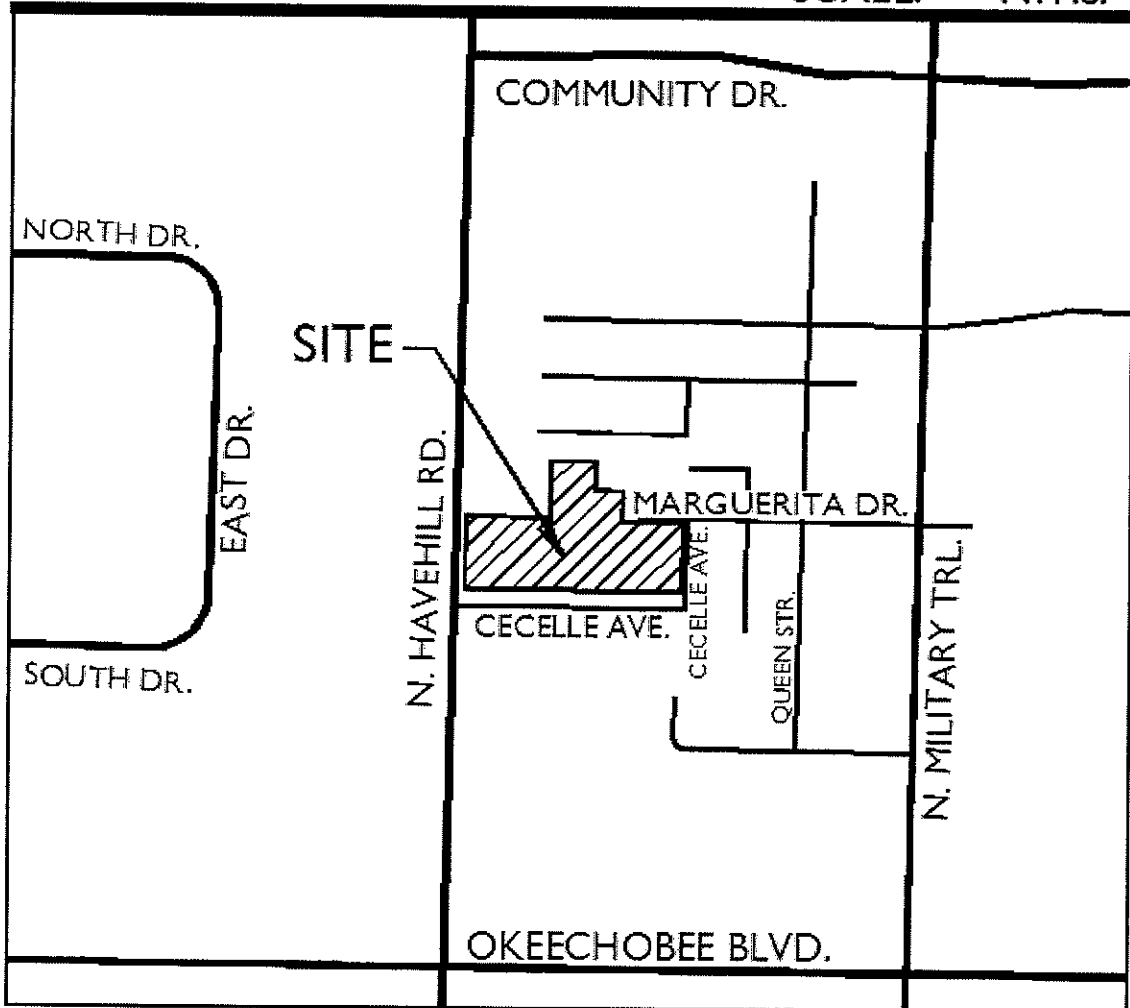 COMMUNITY DR.
NORTH DR.
SITE
EAST DR.
N. HAVEHILL RD.
MARGUERITA DR.
CECELLE AVE.
CECELLE AVE.
QUEEN STR.
N. MILITARY TRL.
SOUTH DR.
OKEECHOBEE BLVD.